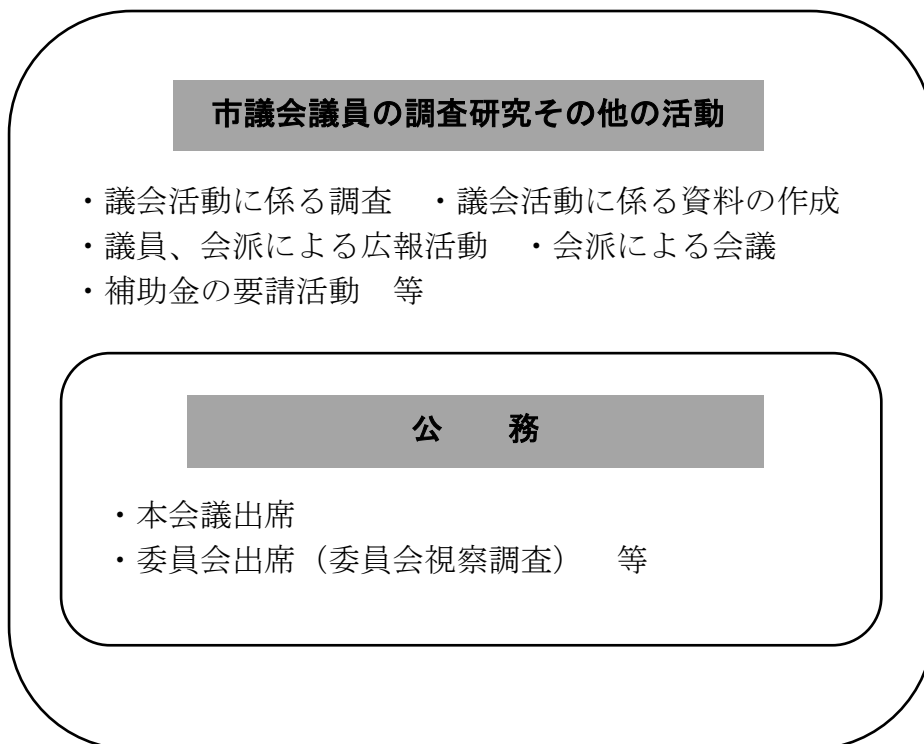 市議会議員の調査研究その他の活動
・議会活動に係る調査　・議会活動に係る資料の作成
・議員、会派による広報活動　・会派による会議
・補助金の要請活動　等
公　　務
・本会議出席
・委員会出席（委員会視察調査）　等